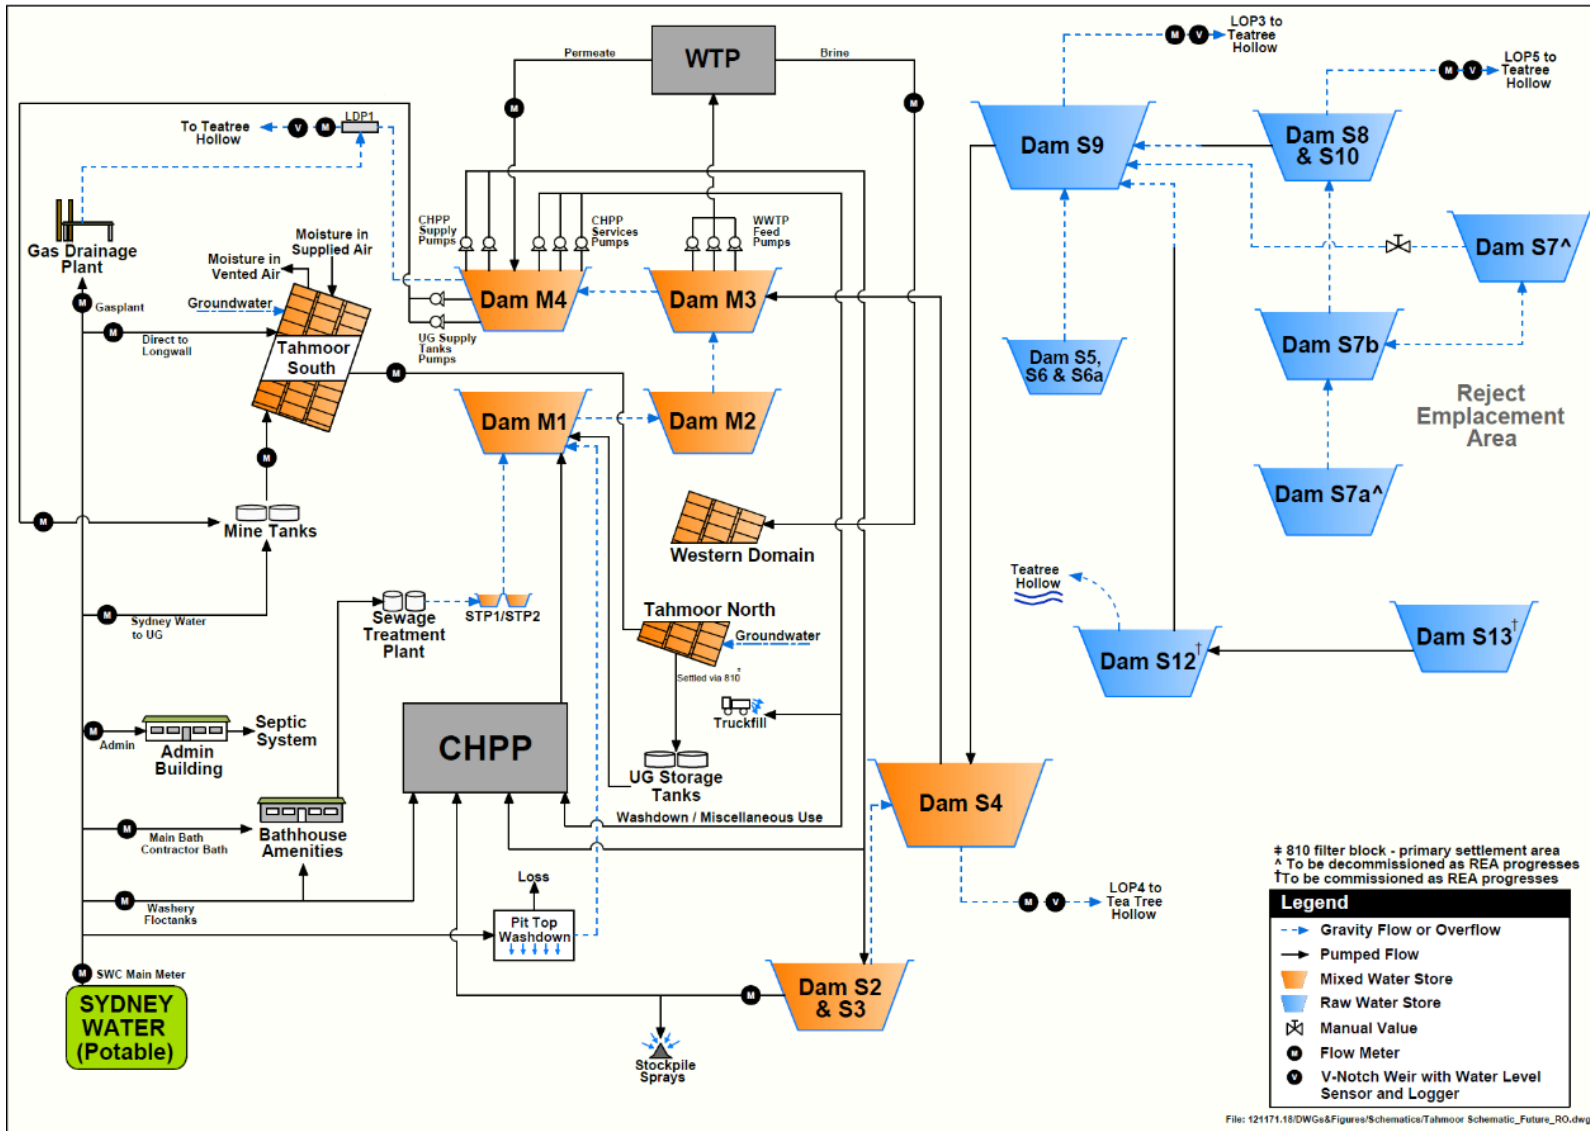 LOP3 to
Teatree
Hollow
M
V
Permeate
WTP
Brine
LOP5 to
Teatree
Hollow
M
V
M
M
LDP1
To Teatree
Hollow
V
M
Dam S9
Dam S8
& S10
CHPP
Supply
Pumps
CHPP
Services
Pumps
WWTP
Feed
Pumps
Moisture in
Supplied Air
Gas Drainage
Plant
Moisture in
Vented Air
Dam S7^
M
Gasplant
Groundwater
Dam M4
Dam M3
M
Direct to
Longwall
UG Supply
Tanks
Pumps
Tahmoor
South
M
Dam S5,
S6 & S6a
Dam S7b
Reject
Emplacement
Area
Dam M1
Dam M2
M
Dam S7a^
M
Mine Tanks
Western Domain
Teatree
Hollow
M
Sydney Water
to UG
Sewage
Treatment
Plant
STP1/STP2
Tahmoor North
Groundwater
Dam S13†
Dam S12†
Settled via 810‡
Truckfill
M
Admin
Admin
Building
Septic
System
CHPP
UG Storage
Tanks
Dam S4
Washdown / Miscellaneous Use
M
Main Bath
Contractor Bath
Bathhouse
Amenities
‡ 810 filter block - primary settlement area
^ To be decommissioned as REA progresses
† To be commissioned as REA progresses
Loss
M
Washery
Floctanks
Pit Top
Washdown
M
V
LOP4 to
Tea Tree
Hollow
Legend
Gravity Flow or Overflow
Pumped Flow
Mixed Water Store
Raw Water Store
Manual Value
M
Flow Meter
V
V-Notch Weir with Water Level
Sensor and Logger
M
SWC Main Meter
SYDNEY
WATER
(Potable)
M
Dam S2
& S3
Stockpile
Sprays
File: 121171.18/DWGs&Figures/Schematics/Tahmoor Schematic_Future_RO.dwg